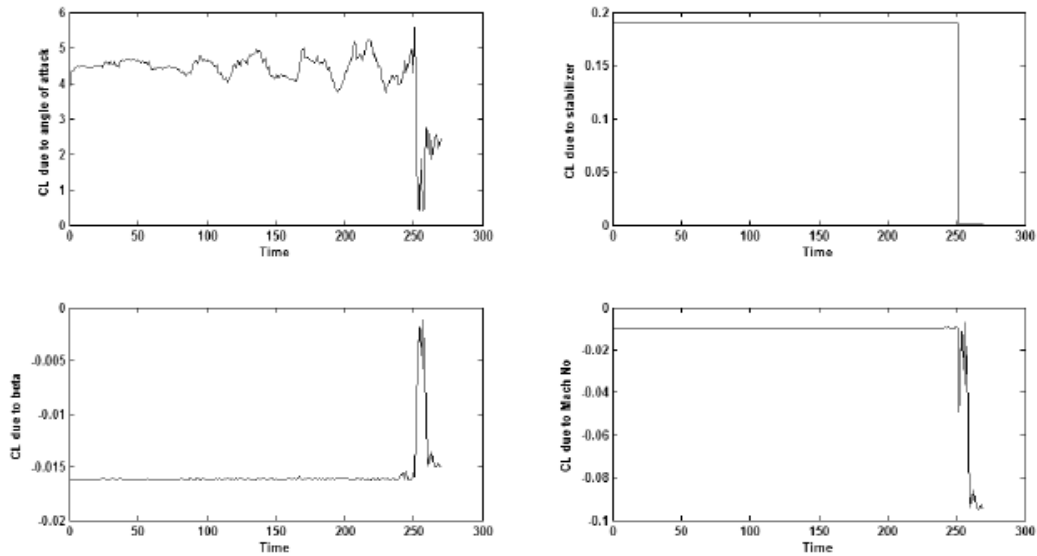 6
5
4
3
2
1
0
0 50 100 150 200 250 300
CL due to angle of attack
Time
0.2
0.15
0.1
0.05
0
0 50 100 150 200 250 300
CL due to stabilizer
Time
0
-0.005
-0.01
-0.015
-0.02
0 50 100 150 200 250 300
CL due to beta
Time
0
-0.02
-0.04
-0.06
-0.08
-0.1
0 50 100 150 200 250 300
CL due to Mach No
Time